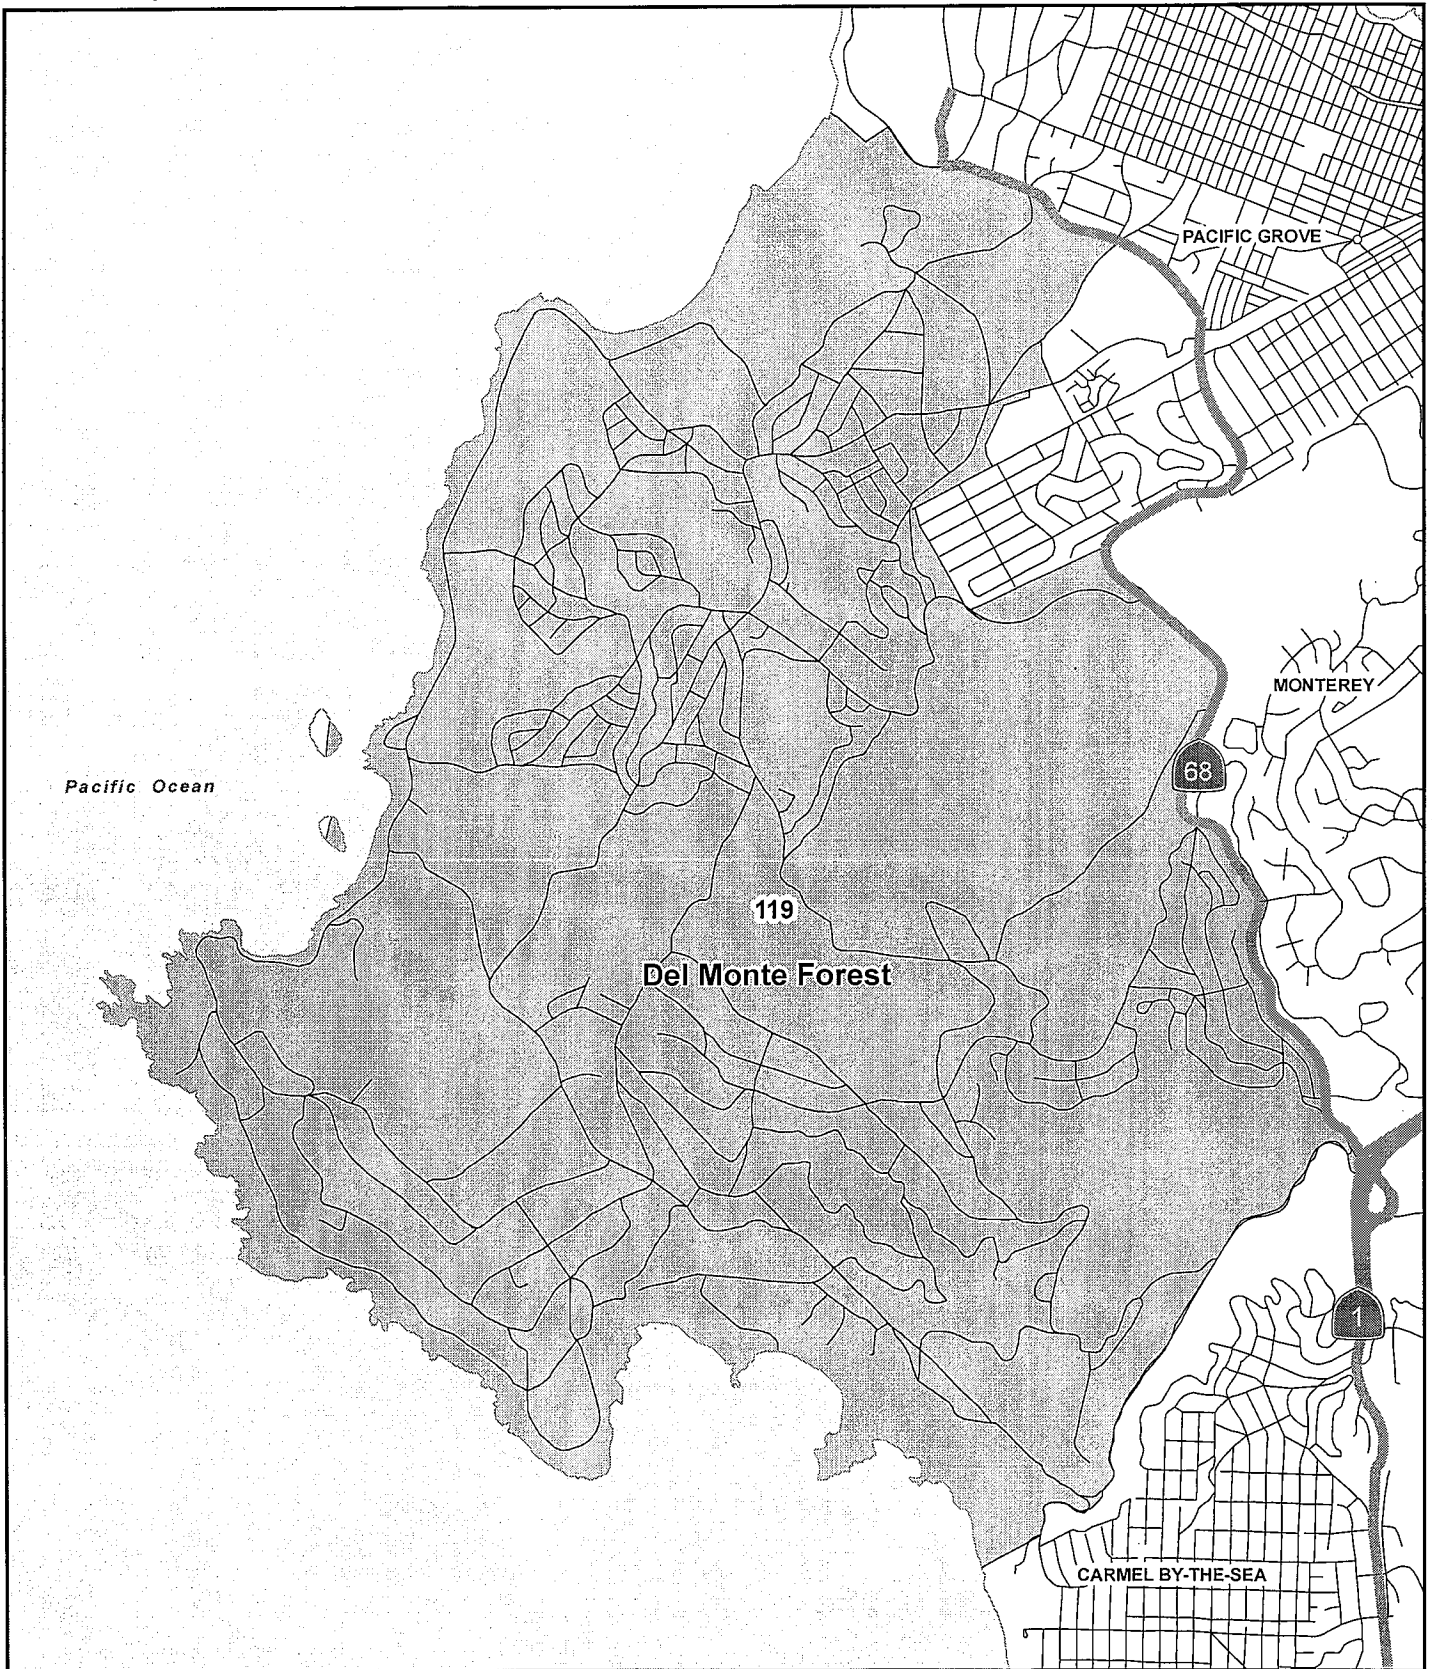 PACIFIC GROVE
MONTEREY
68
Pacific Ocean
119
Del Monte Forest
1
CARMEL BY-THE-SEA